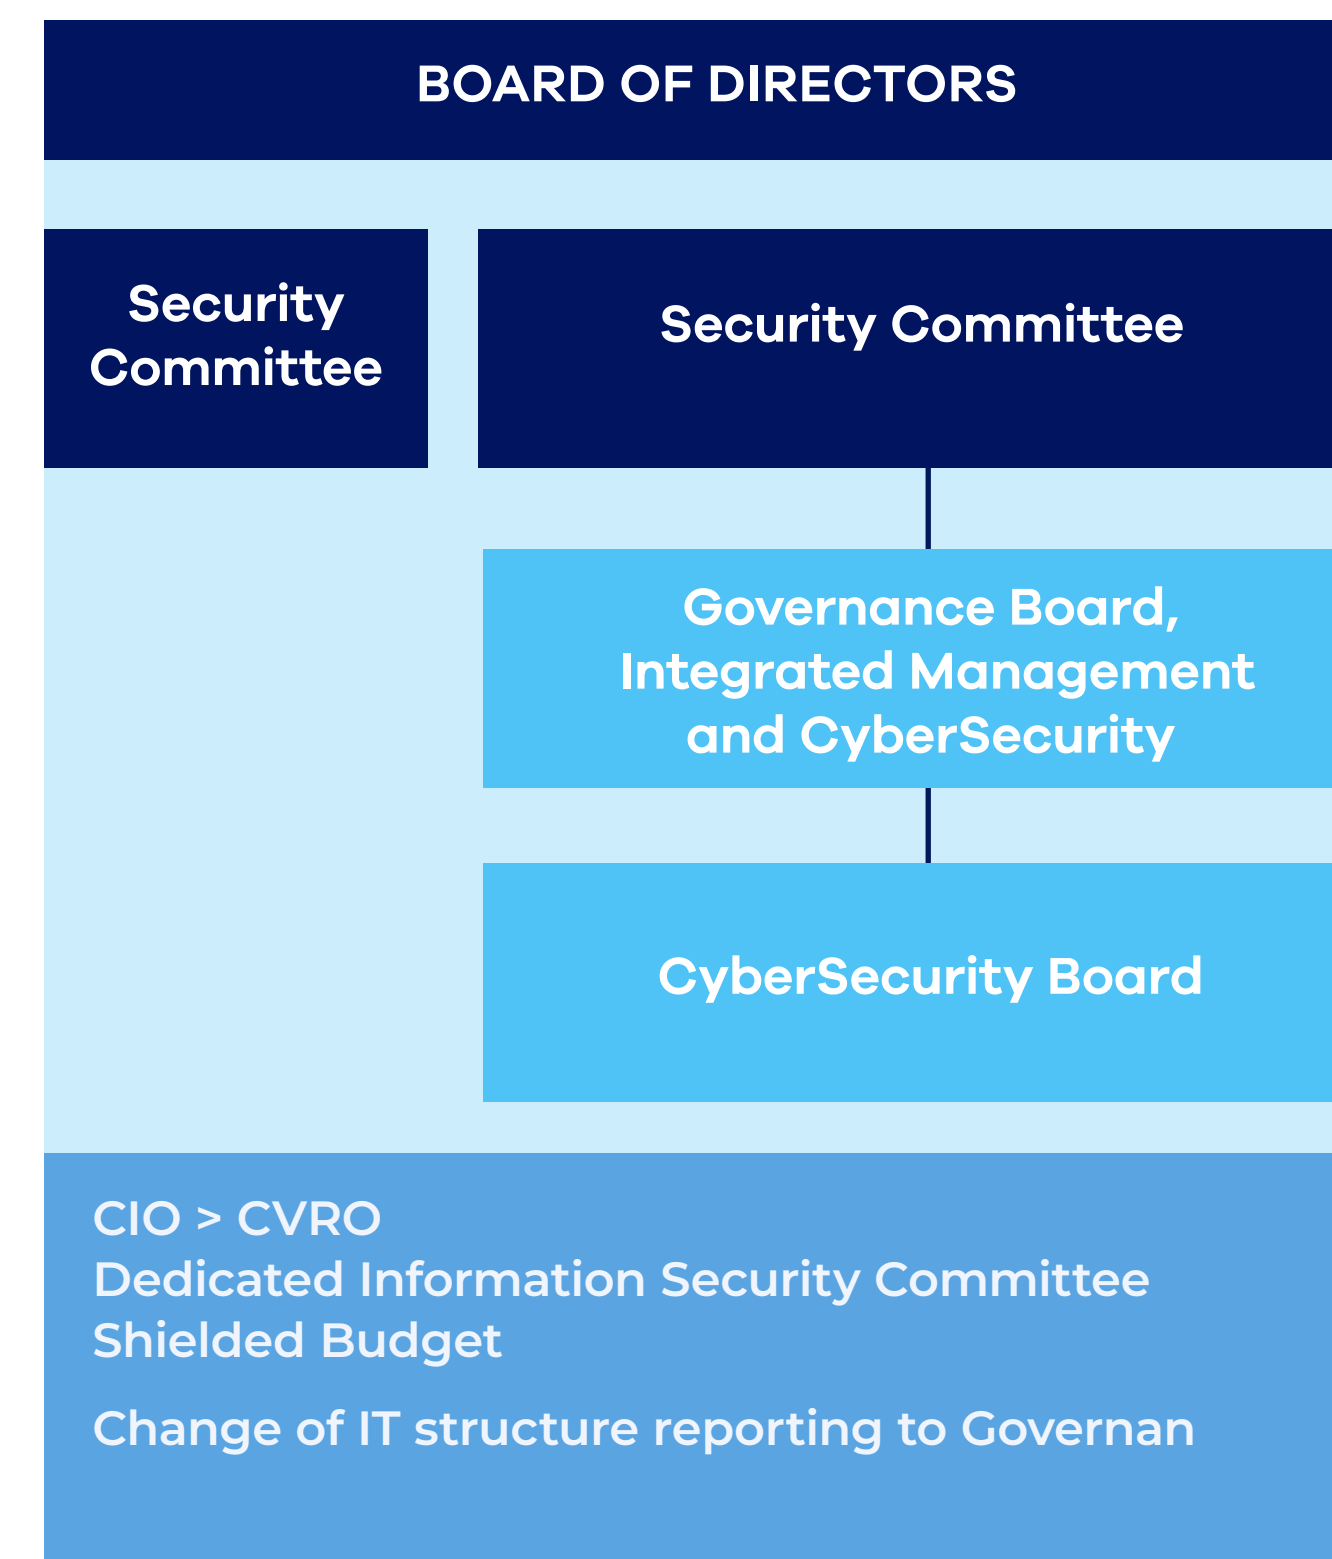 BOARD OF DIRECTORS
Security
Committee
Security Committee
Governance Board,
Integrated Management
and CyberSecurity
CyberSecurity Board
CIO > CVRO
Dedicated Information Security Committee
Shielded Budget
Change of IT structure reporting to Governan